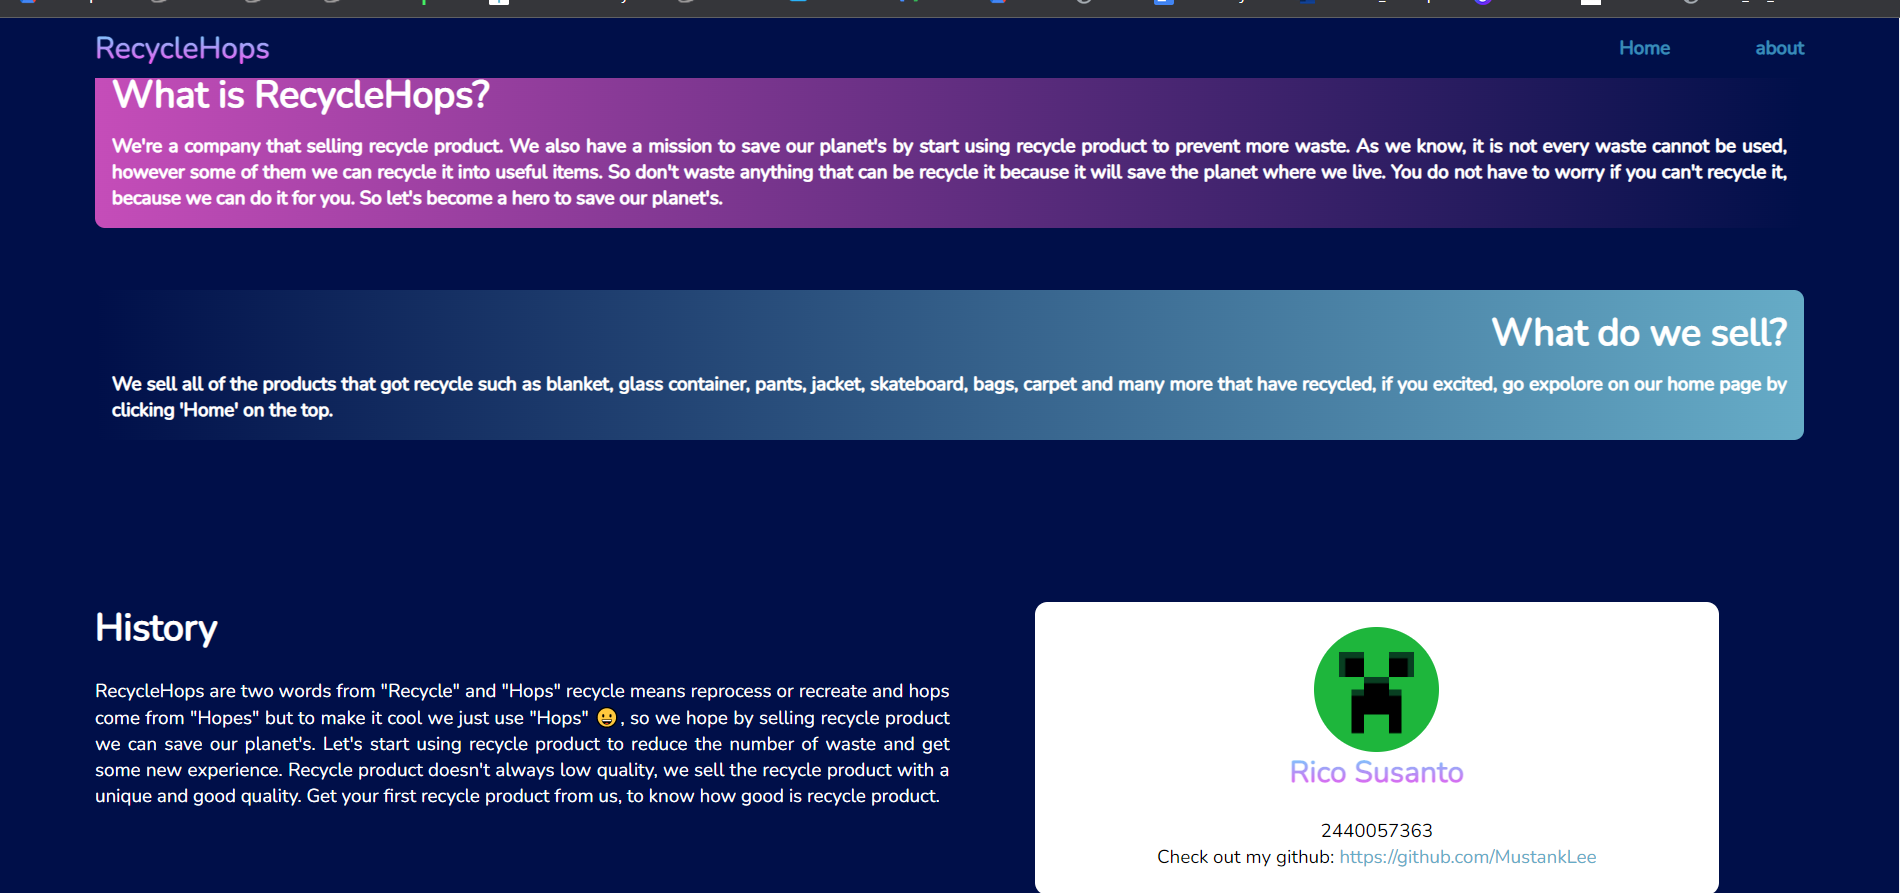 RecycleHops
Home
about
What is RecycleHops?
We're a company that selling recycle product. We also have a mission to save our planet's by start using recycle product to prevent more waste. As we know, it is not every waste cannot be used,
however some of them we can recycle it into useful items. So don't waste anything that can be recycle it because it will save the planet where we live. You do not have to worry if you can't recycle it,
because we can do it for you. So let's become a hero to save our planet's.
What do we sell?
We sell all of the products that got recycle such as blanket, glass container, pants, jacket, skateboard, bags, carpet and many more that have recycled, if you excited, go expolore on our home page by
clicking 'Home' on the top.
History
RecycleHops are two words from "Recycle" and "Hops" recycle means reprocess or recreate and hops
come from "Hopes" but to make it cool we just use "Hops" 😀, so we hope by selling recycle product
we can save our planet's. Let's start using recycle product to reduce the number of waste and get
some new experience. Recycle product doesn't always low quality, we sell the recycle product with a
unique and good quality. Get your first recycle product from us, to know how good is recycle product.
Rico Susanto
2440057363
Check out my github: https://github.com/MustankLee